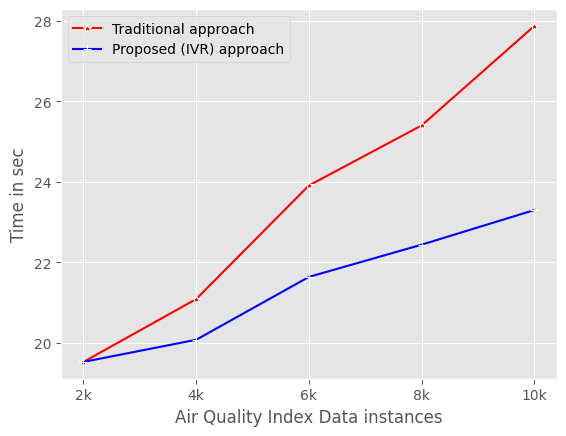 Traditional approach
Proposed (IVR) approach
28
26
24
22
20
Time in sec
2k 4k 6k 8k 10k
Air Quality Index Data instances